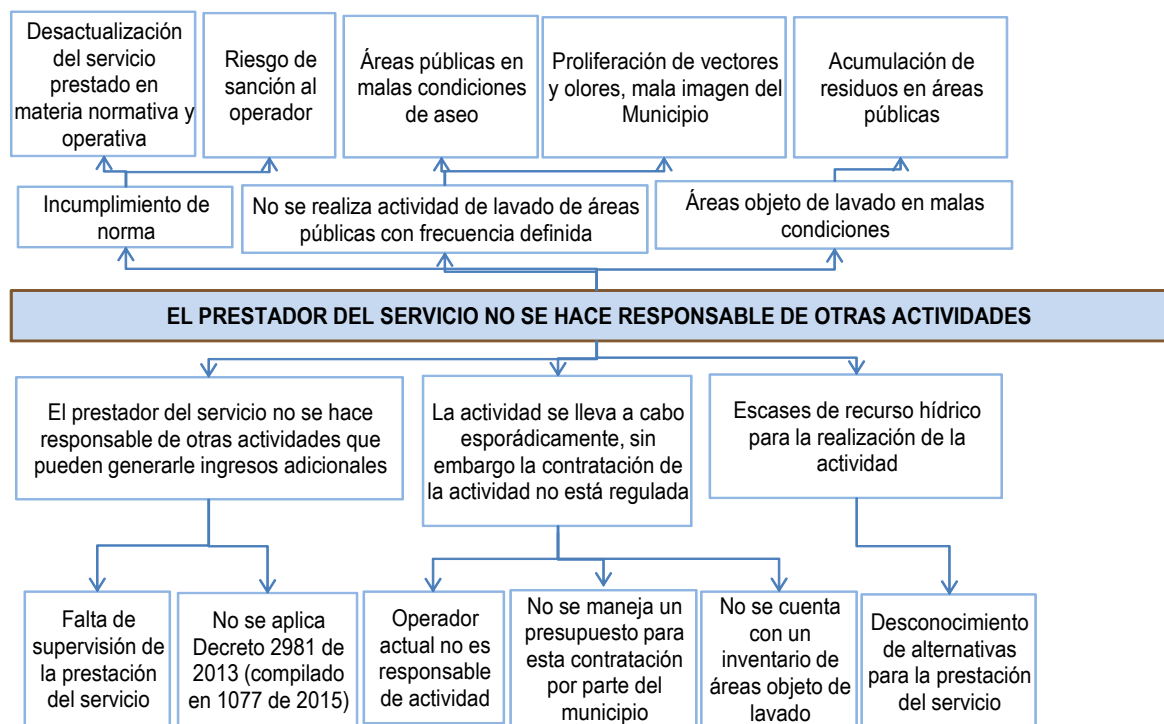 Desactualización
del servicio
prestado en
materia normativa y
operativa
Riesgo de
sanción al
operador
Áreas públicas en
malas condiciones
de aseo
Proliferación de vectores
y olores, mala imagen del
Municipio
Acumulación de
residuos en áreas
públicas
Incumplimiento de
norma
No se realiza actividad de lavado de áreas
públicas con frecuencia definida
Áreas objeto de lavado en malas
condiciones
EL PRESTADOR DEL SERVICIO NO SE HACE RESPONSABLE DE OTRAS ACTIVIDADES
El prestador del servicio no se hace
responsable de otras actividades que
pueden generarle ingresos adicionales
La actividad se lleva a cabo
esporádicamente, sin
embargo la contratación de
la actividad no está regulada
Escases de recurso hídrico
para la realización de la
actividad
Falta de
supervisión de
la prestación
del servicio
No se aplica
Decreto 2981 de
2013 (compilado
en 1077 de 2015)
Operador
actual no es
responsable
de actividad
No se maneja un
presupuesto para
esta contratación
por parte del
municipio
No se cuenta
con un
inventario de
áreas objeto de
lavado
Desconocimiento
de alternativas
para la prestación
del servicio